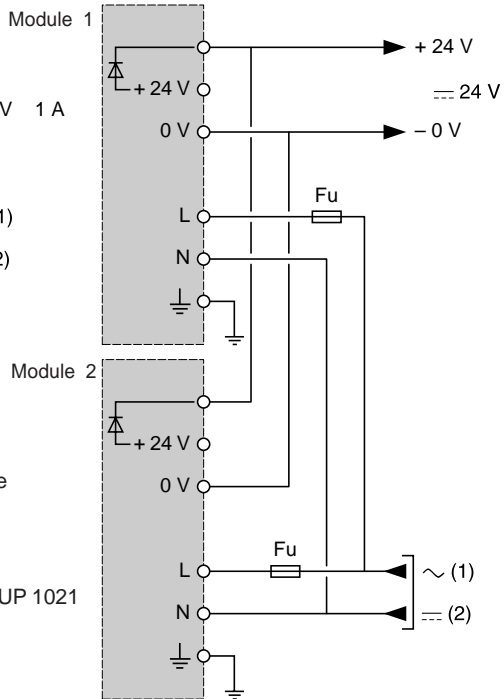 Module 1
+ 24 V
+ 24 V
24 V
V 1 A
0 V
– 0 V
Fu
1)
L
2)
N
Module 2
+ 24 V
e
0 V
Fu
L
(1)
UP 1021
N
(2)